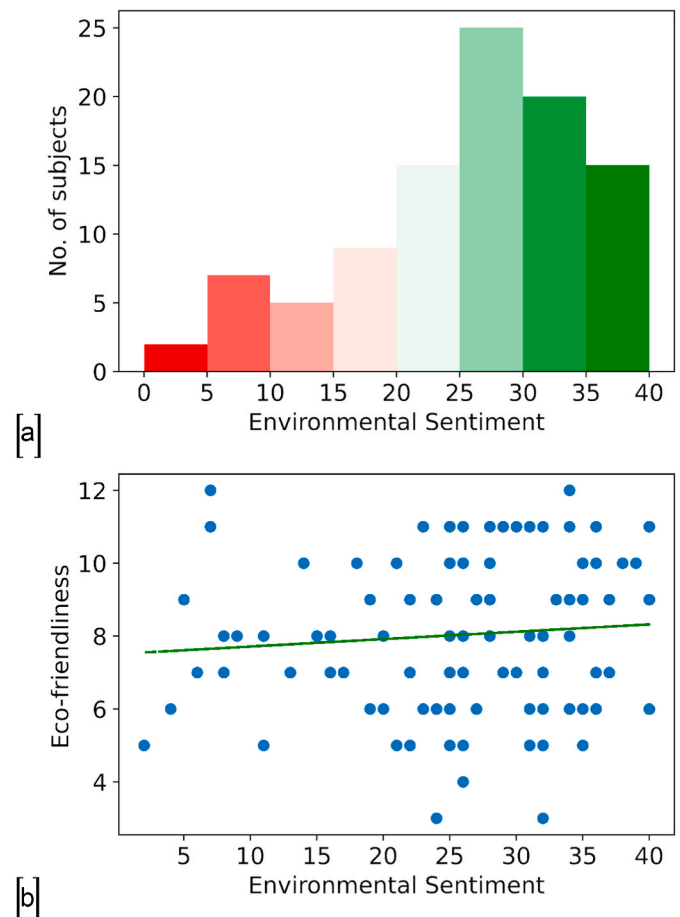 25
20
15
10
5
0
No. of subjects
0 5 10 15 20 25 30 35 40
Environmental Sentiment
[a]
12
10
8
6
4
Eco-friendliness
5 10 15 20 25 30 35 40
Environmental Sentiment
[b]